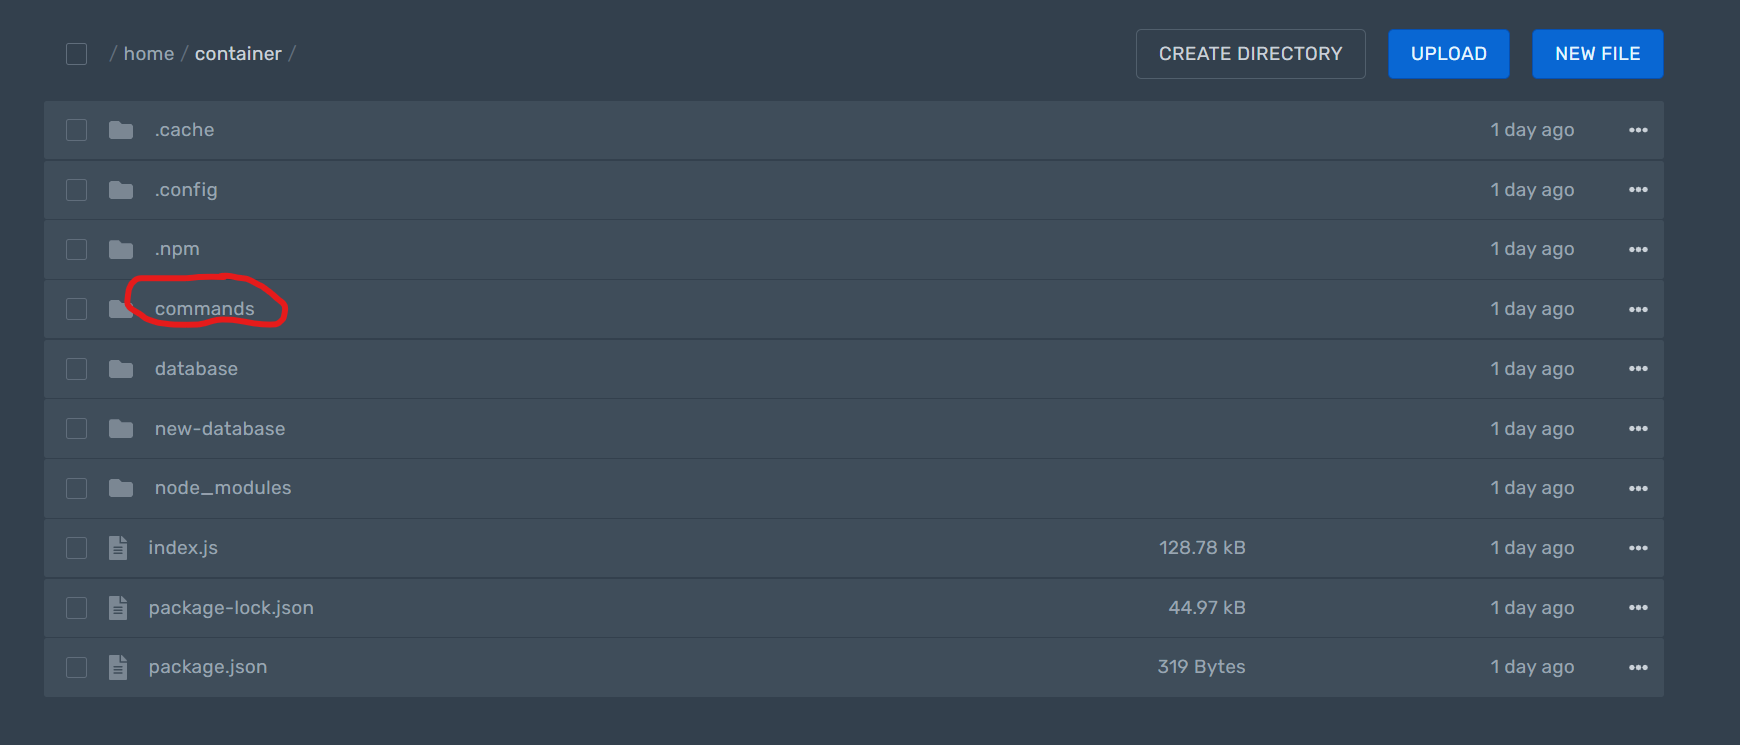 / home / container /
CREATE DIRECTORY
UPLOAD
NEW FILE
.cache 1 day ago
.config 1 day ago
.npm 1 day ago
commands 1 day ago
database 1 day ago
new-database 1 day ago
node_modules 1 day ago
index.js 128.78 kB 1 day ago
package-lock.json 44.97 kB 1 day ago
package.json 319 Bytes 1 day ago